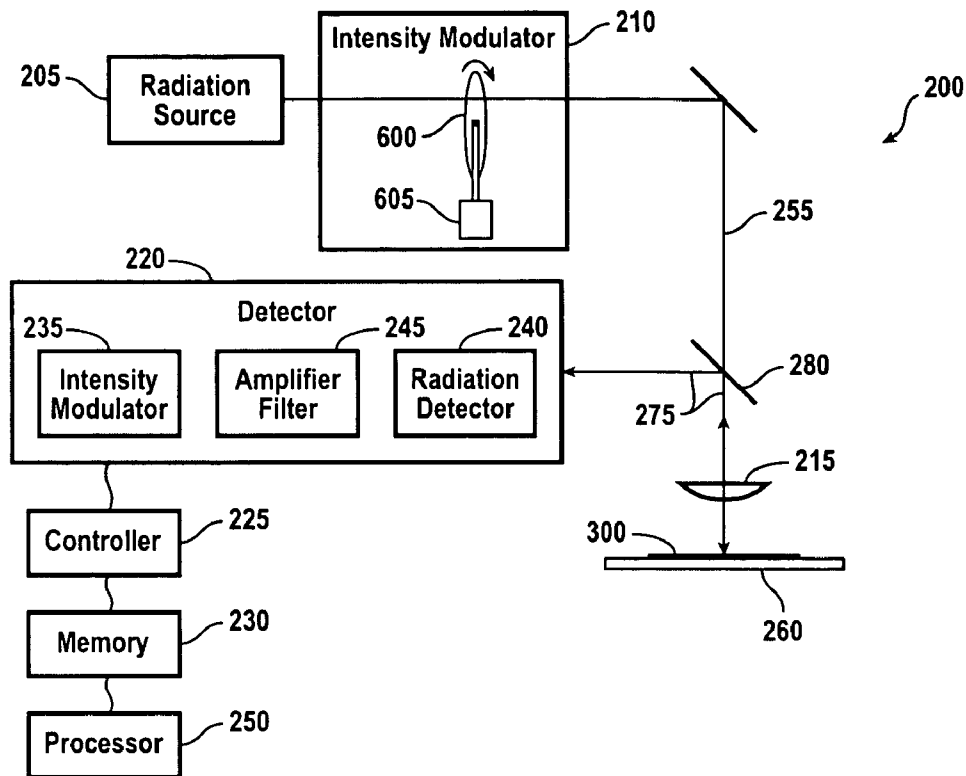 Intensity Modulator
210
205
Radiation
Source
200
600
605
255
220
Detector
235
245
240
Intensity
Modulator
Amplifier
Filter
Radiation
Detector
280
275
215
225
Controller
300
260
Memory
230
250
Processor